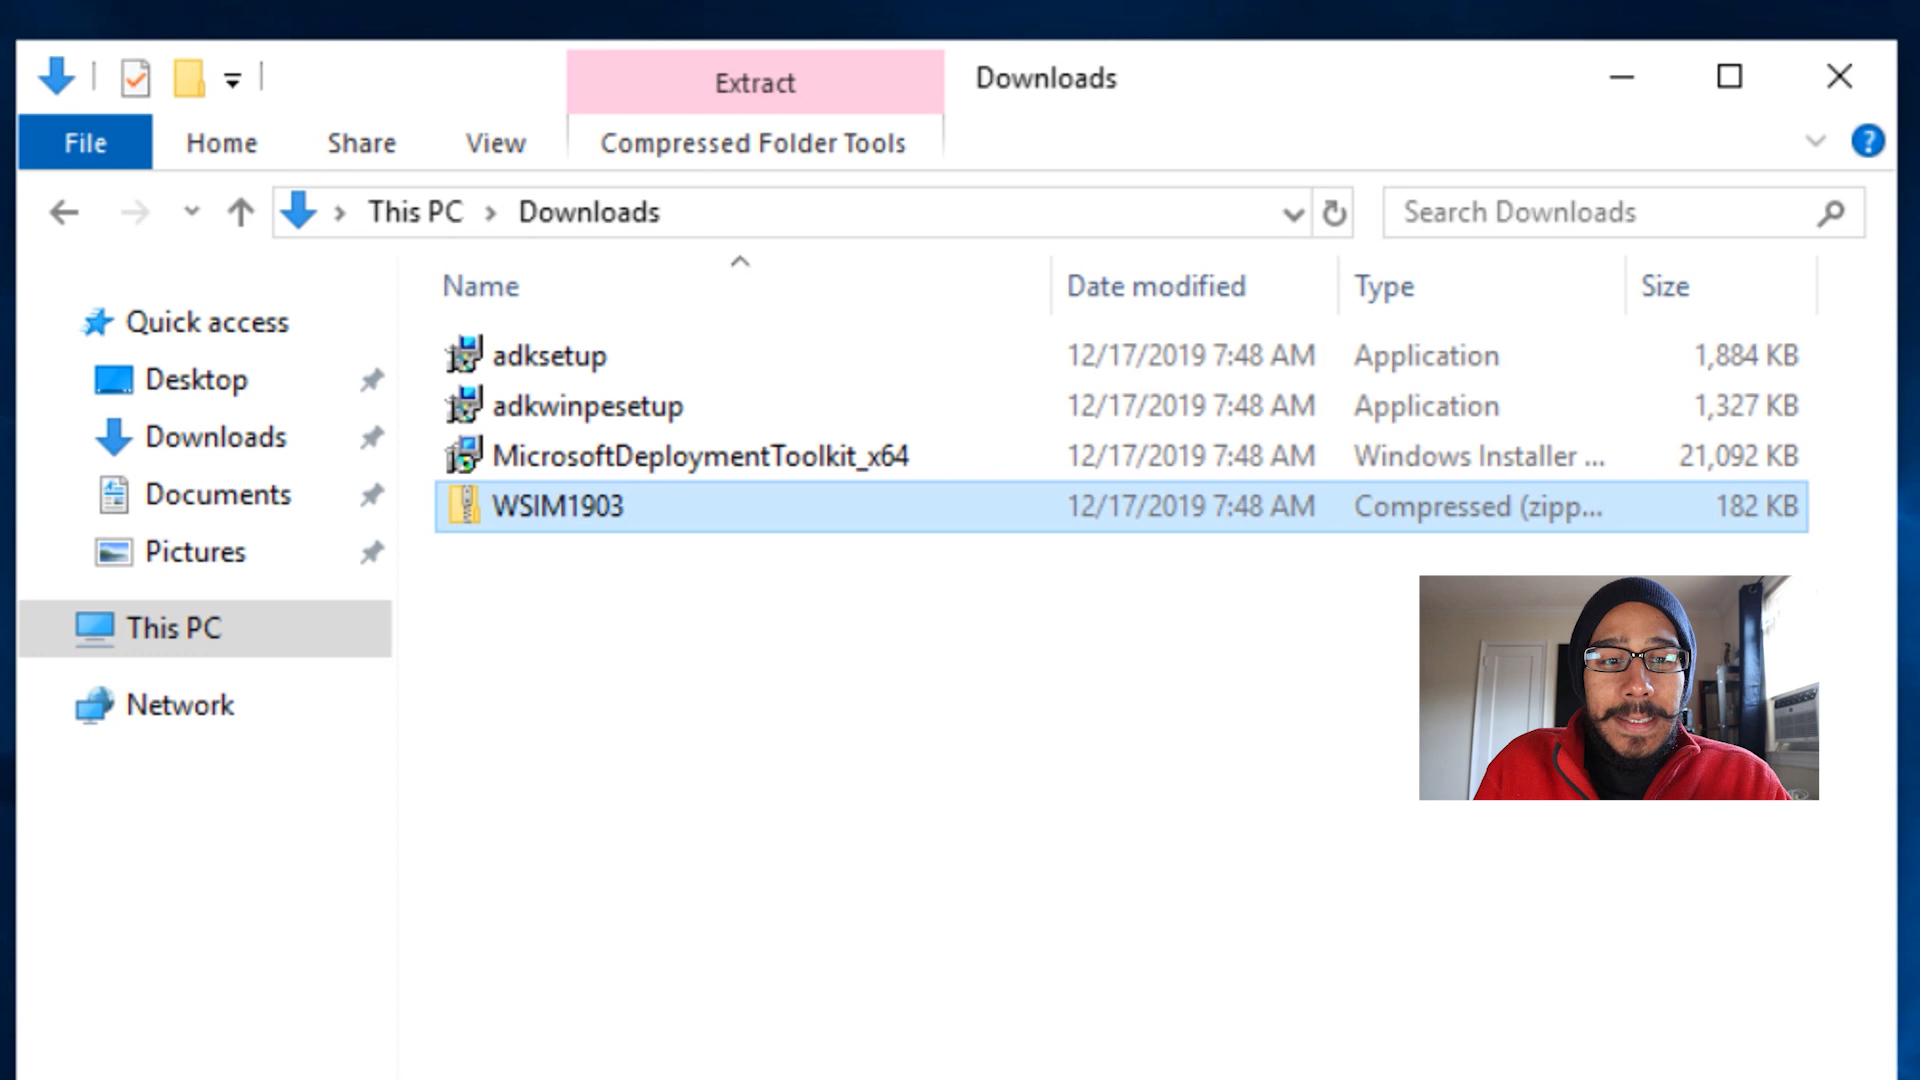 Extract
Downloads
File
Home
Share
View
Compressed Folder Tools
?
This PC
Downloads
Search Downloads
Name
Date modified
Type
Size
Quick access
Desktop
Downloads
Documents
Pictures
This PC
Network
adksetup 12/17/2019 7:48 AM Application 1,884 KB
adkwinpesetup 12/17/2019 7:48 AM Application 1,327 KB
MicrosoftDeploymentToolkit_x64 12/17/2019 7:48 AM Windows Installer ... 21,092 KB
WSIM1903 12/17/2019 7:48 AM Compressed (zipp... 182 KB